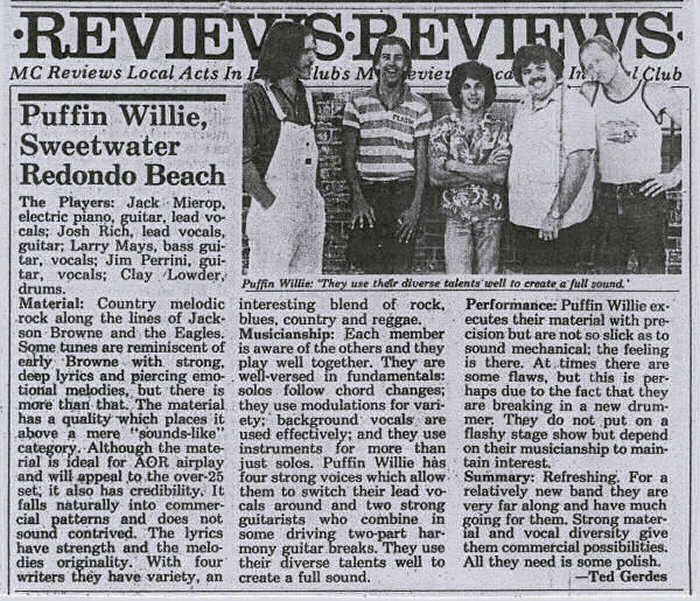 ·REVIEWS·REVIEWS·
MC Reviews Local Acts In Clubs M Review Loca In l Club
Puffin Willie,
Sweetwater
Redondo Beach
The Players: Jack Mierop,
electric piano, guitar, lead vo-
cals; Josh Rich, lead vocals,
guitar; Larry Mays, bass gui-
tar, vocals; Jim Perrini, gui-
tar, vocals; Clay Lowder,
drums.
Material: Country melodic
rock along the lines of Jack-
son Browne and the Eagles.
Some tunes are reminiscent of
early Browne with strong,
deep lyrics and piercing emo-
tional melodies, but there is
more than that. The material
has a quality which places it
above a mere "sounds-like"
category. Although the mate-
rial is ideal for AOR airplay
and will appeal to the over-25
set, it also has credibility. It
falls naturally into commer-
cial patterns and does not
sound contrived. The lyrics
have strength and the melo-
dies originality. With four
writers they have variety, an
Puffin Willie: 'They use their diverse talents well to create a full sound.'
interesting blend of rock,
blues, country and reggae.
Musicianship: Each member
is aware of the others and they
play well together. They are
well-versed in fundamentals:
solos follow chord changes;
they use modulations for vari-
ety; background vocals are
used effectively; and they use
instruments for more than
just solos. Puffin Willie has
four strong voices which allow
them to switch their lead vo-
cals around and two strong
guitarists who combine in
some driving two-part har-
mony guitar breaks. They use
their diverse talents well to
create a full sound.
Performance: Puffin Willie ex-
ecutes their material with pre-
cision but are not so slick as to
sound mechanical; the feeling
is there. At times there are
some flaws, but this is per-
haps due to the fact that they
are breaking in a new drum-
mer. They do not put on a
flashy stage show but depend
on their musicianship to main-
tain interest.
Summary: Refreshing. For a
relatively new band they are
very far along and have much
going for them. Strong mater-
ial and vocal diversity give
them commercial possibilities.
All they need is some polish.
—Ted Gerdes